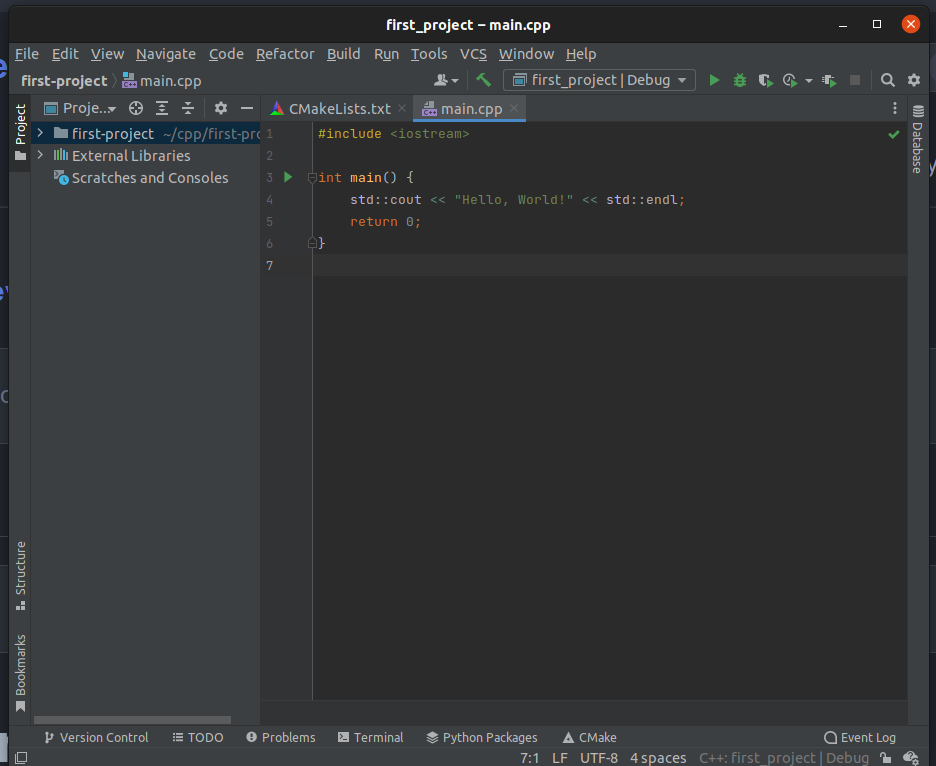 first_project – main.cpp
File Edit View Navigate Code Refactor Build Run Tools VCS Window Help
first-project main.cpp first_project | Debug
Project
Proje...
CMakeLists.txt main.cpp
first-project ~/cpp/first-pro
External Libraries
Scratches and Consoles
1 #include <iostream>
2
3 int main() {
4 std::cout << "Hello, World!" << std::endl;
5 return 0;
6 }
7
Database
Structure
Bookmarks
Version Control TODO Problems Terminal Python Packages CMake Event Log
7:1 LF UTF-8 4 spaces C++: first_project | Debug